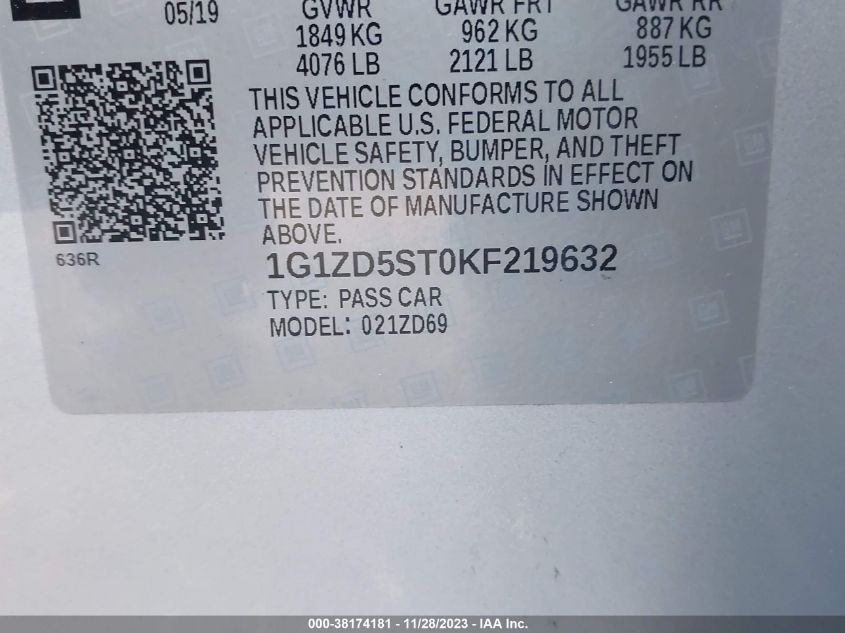 05/19 GVWR GAWR FRT GAWR RR
1849 KG 962 KG 887 KG
4076 LB 2121 LB 1955 LB
THIS VEHICLE CONFORMS TO ALL
APPLICABLE U.S. FEDERAL MOTOR
VEHICLE SAFETY, BUMPER, AND THEFT
PREVENTION STANDARDS IN EFFECT ON
THE DATE OF MANUFACTURE SHOWN
ABOVE.
636R
1G1ZD5ST0KF219632
TYPE: PASS CAR
MODEL: 021ZD69
000-38174181 - 11/28/2023 - IAA Inc.